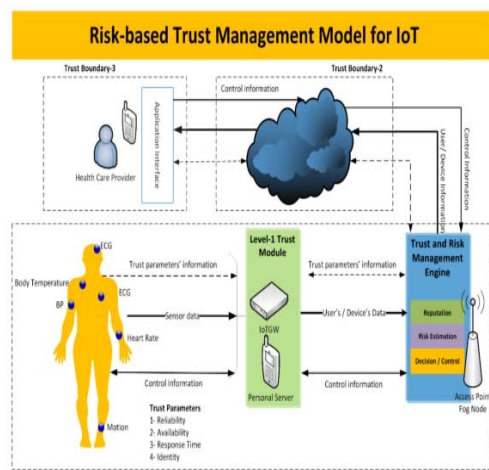 Risk-based Trust Management Model for IoT
Trust Boundary-3
Trust Boundary-2
Control information
Application Interface
Health Care Provider
User/ Device Information
Control Information
ECG
Level-1 Trust
Module
Trust and Risk
Management
Engine
Trust parameters' information
Trust parameters' information
Body Temperature
ECG
BP
Reputation
IoTGW
Sensor data
User's / Device's Data
Risk Estimation
Heart Rate
Decision / Control
Control Information
Personal Server
Control information
Access Point
Fog Node
Trust Parameters
1- Reliability
2- Availability
3- Response Time
4- Identity
Motion